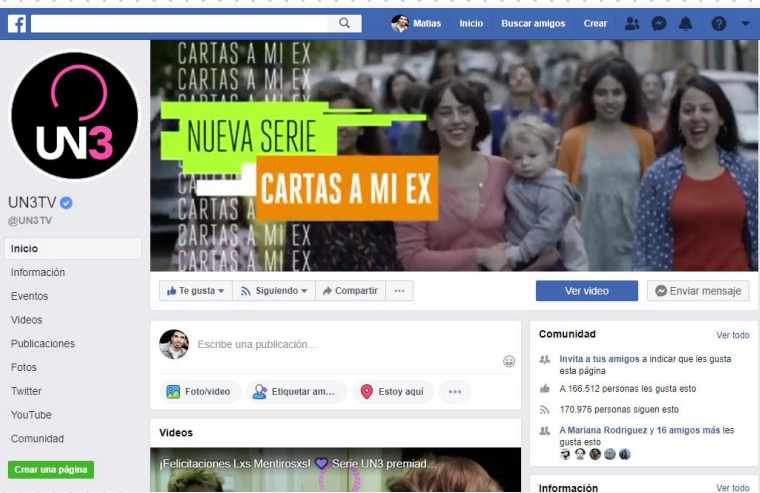 f
Matias Inicio Buscar amigos Crear
UN3
UN3TV
@UN3TV
Inicio
Información
Eventos
Videos
Publicaciones
Fotos
Twitter
YouTube
Comunidad
Crear una página
CARTAS A MI EX
CARTAS A MI EX
CARTAS A MI EX
NUEVA SERIE
CARTAS A MI EX
CARTAS A
CARTAS A MI EX
CARTAS A MI EX
Te gusta Siguiendo Compartir ...
Ver video Enviar mensaje
Escribe una publicación...
Foto/video Etiquetar am... Estoy aquí ...
Videos
¡Felicitaciones Lxs Mentirosxs! 💜 Serie UN3 premiad...
Comunidad Ver todo
Invita a tus amigos a indicar que les gusta
esta página
A 166.512 personas les gusta esto
170.976 personas siguen esto
A Mariana Rodriguez y 16 amigos más les
gusta esto
Información Ver todo